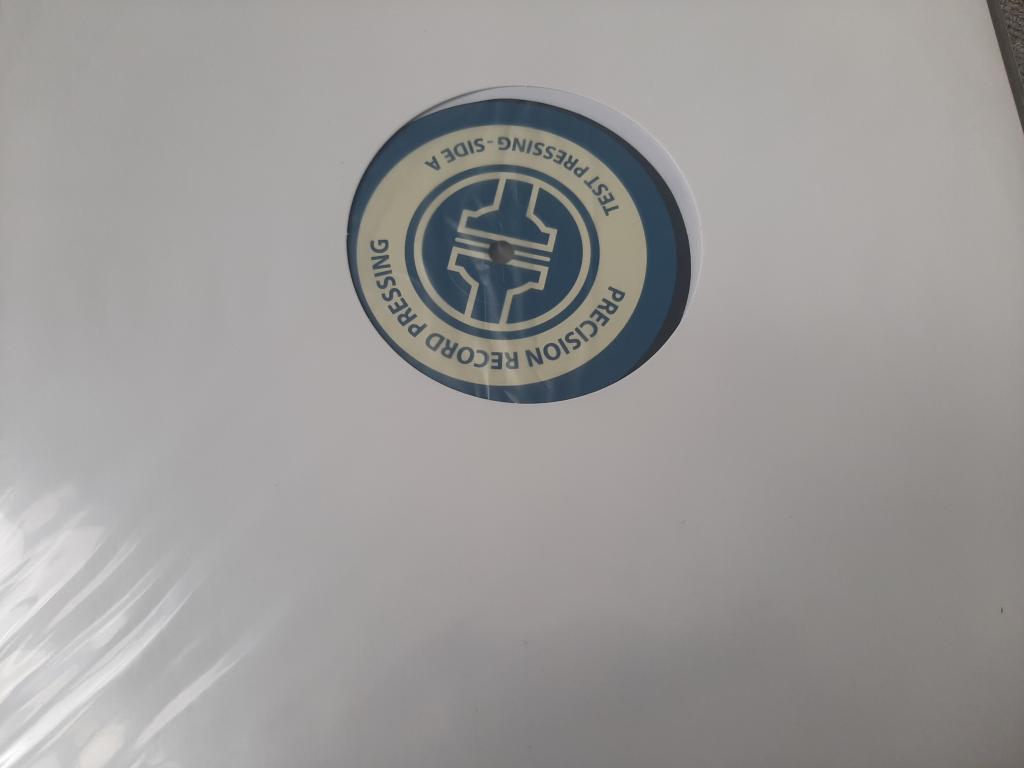 PRECISION RECORD PRESSING
TEST PRESSING - SIDE A